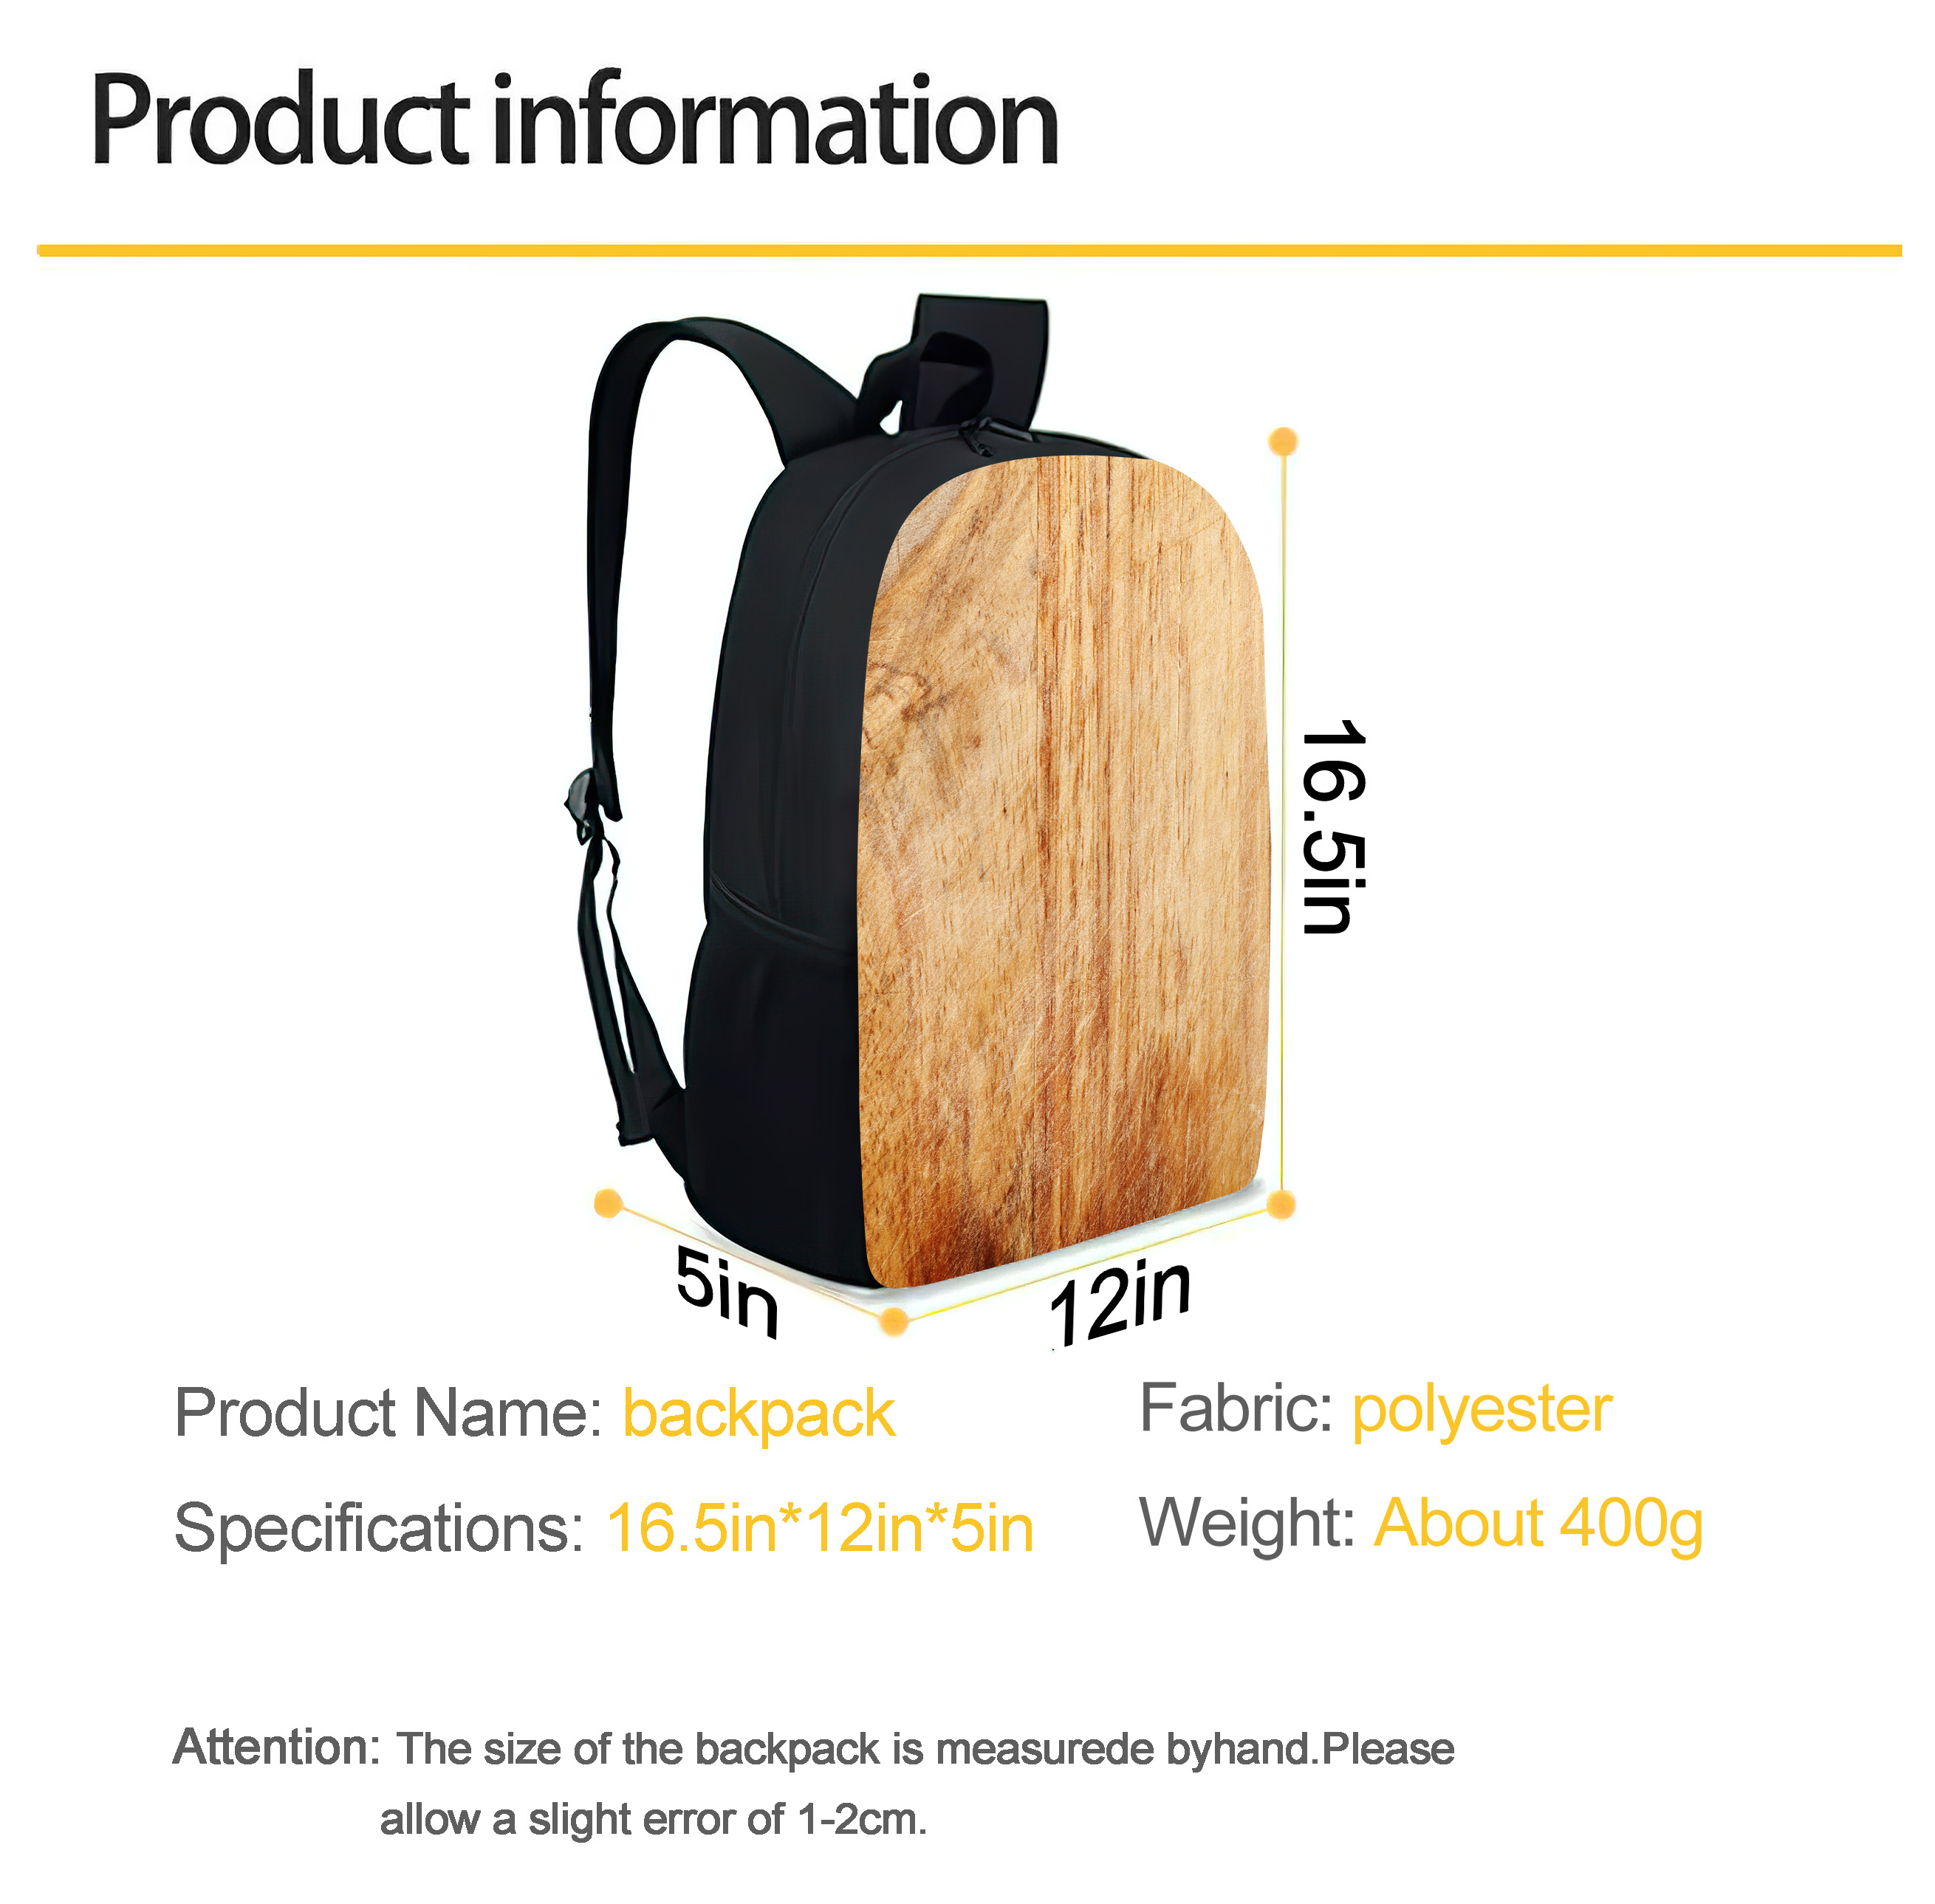 Product information
16.5in
5in
12in
Product Name: backpack
Fabric: polyester
Specifications: 16.5in*12in*5in
Weight: About 400g
Attention: The size of the backpack is measurede byhand.Please
allow a slight error of 1-2cm.